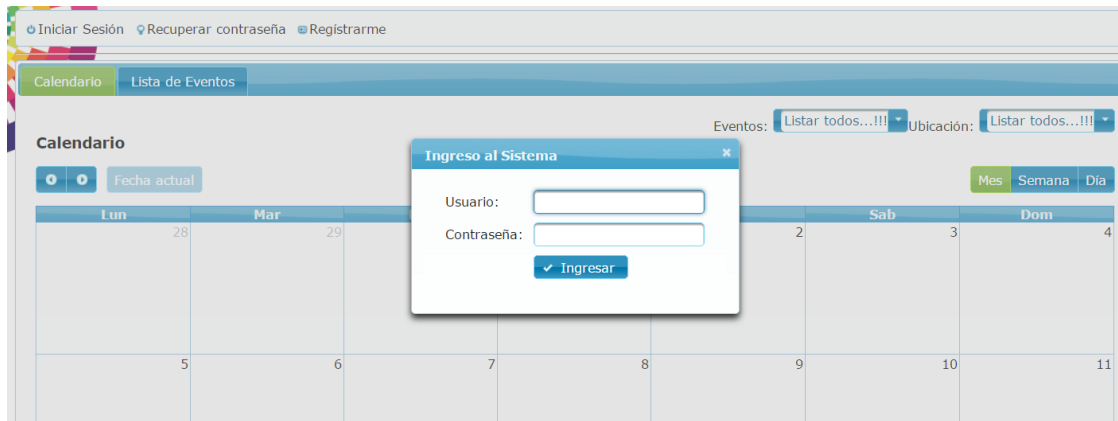 Iniciar Sesión Recuperar contraseña Registrarme
Calendario Lista de Eventos
Eventos: Listar todos...!!! Ubicación: Listar todos...!!!
Calendario
Fecha actual
Mes Semana Día
Ingreso al Sistema
Usuario:
Contraseña:
Ingresar
Lun Mar Sab Dom
28 29 2 3 4
5 6 7 8 9 10 11